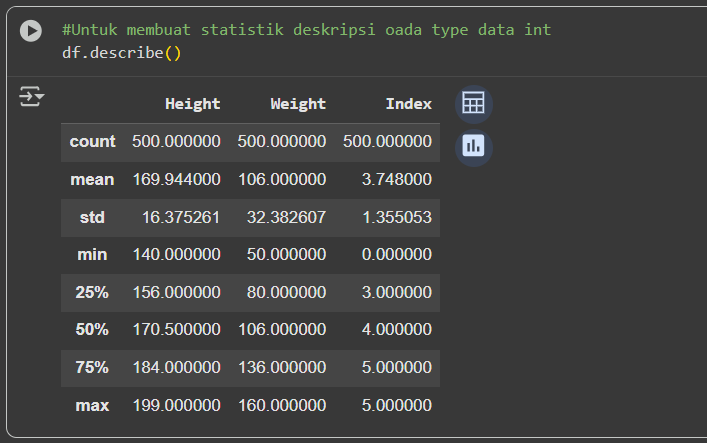 #Untuk membuat statistik deskripsi oada type data int
df.describe()
Height Weight Index
count 500.000000 500.000000 500.000000
mean 169.944000 106.000000 3.748000
std 16.375261 32.382607 1.355053
min 140.000000 50.000000 0.000000
25% 156.000000 80.000000 3.000000
50% 170.500000 106.000000 4.000000
75% 184.000000 136.000000 5.000000
max 199.000000 160.000000 5.000000